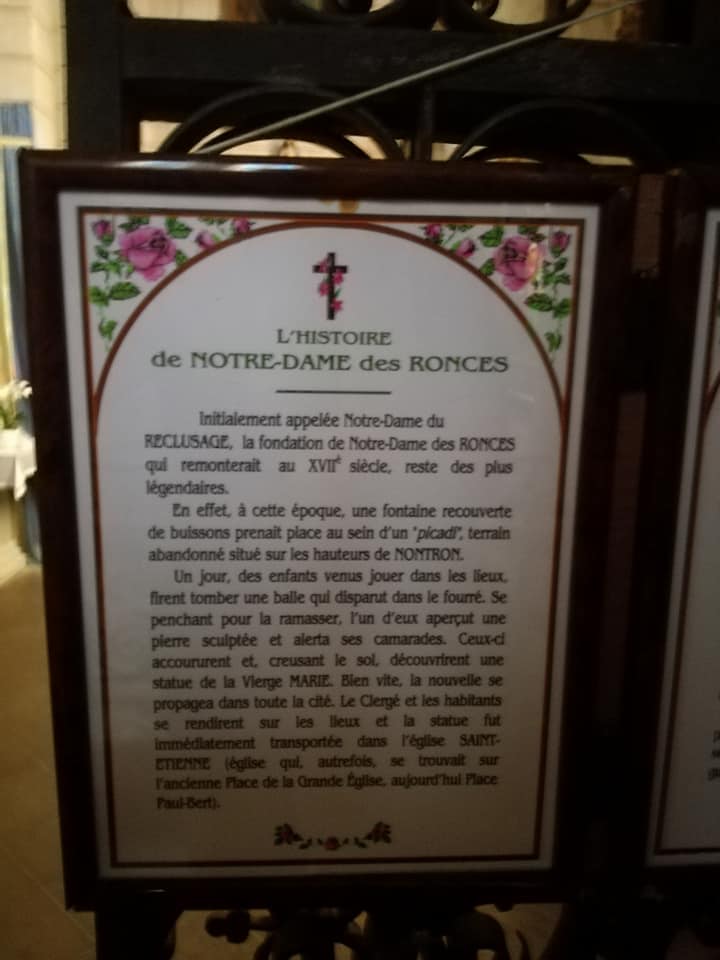 L'HISTOIRE
de NOTRE-DAME des RONCES
Initialement appelée Notre-Dame du
RECLUSAGE, la fondation de Notre-Dame des RONCES
qui remonterait au XVIIe siècle, reste des plus
légendaires.
En effet, à cette époque, une fontaine recouverte
de buissons prenait place au sein d'un "picadi", terrain
abandonné situé sur les hauteurs de NONTRON.
Un jour, des enfants venus jouer dans les lieux,
firent tomber une balle qui disparut dans le fourré. Se
penchant pour la ramasser, l'un d'eux aperçut une
pierre sculptée et alerta ses camarades. Ceux-ci
accoururent et, creusant le sol, découvrirent une
statue de la Vierge MARIE. Bien vite, la nouvelle se
propagea dans toute la cité. Le Clergé et les habitants
se rendirent sur les lieux et la statue fut
immédiatement transportée dans l'église SAINT-
ETIENNE (église qui, autrefois, se trouvait sur
l'ancienne Place de la Grande Église, aujourd'hui Place
Paul-Bert).